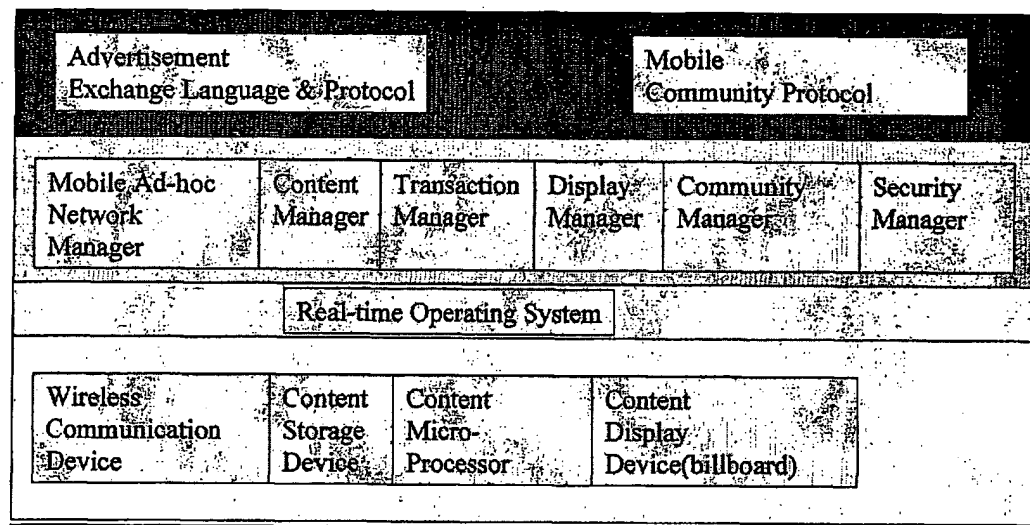 Advertisement
Exchange Language & Protocol
Mobile
Community Protocol
Mobile Ad-hoc
Network
Manager
Content
Manager
Transaction
Manager
Display
Manager
Community
Manager
Security
Manager
Real-time Operating System
Wireless
Communication
Device
Content
Storage
Device
Content
Micro-
Processor
Content
Display
Device(billboard)